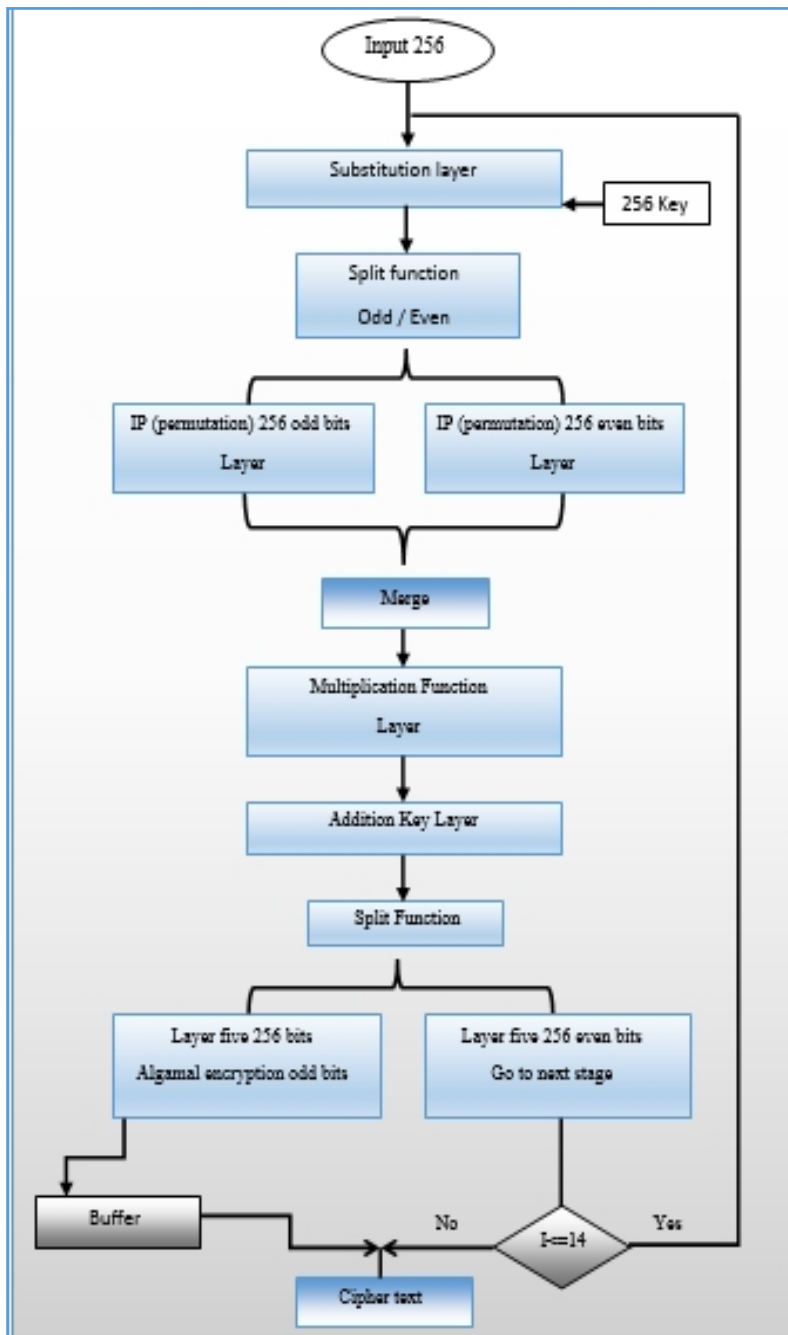 Input 256
Substitution layer
256 Key
Split function
Odd / Even
IP (permutation) 256 odd bits
Layer
IP (permutation) 256 even bits
Layer
Merge
Multiplication Function
Layer
Addition Key Layer
Split Function
Layer five 256 bits
Algamal encryption odd bits
Layer five 256 even bits
Go to next stage
Buffer
No
I<=14
Yes
Cipher text